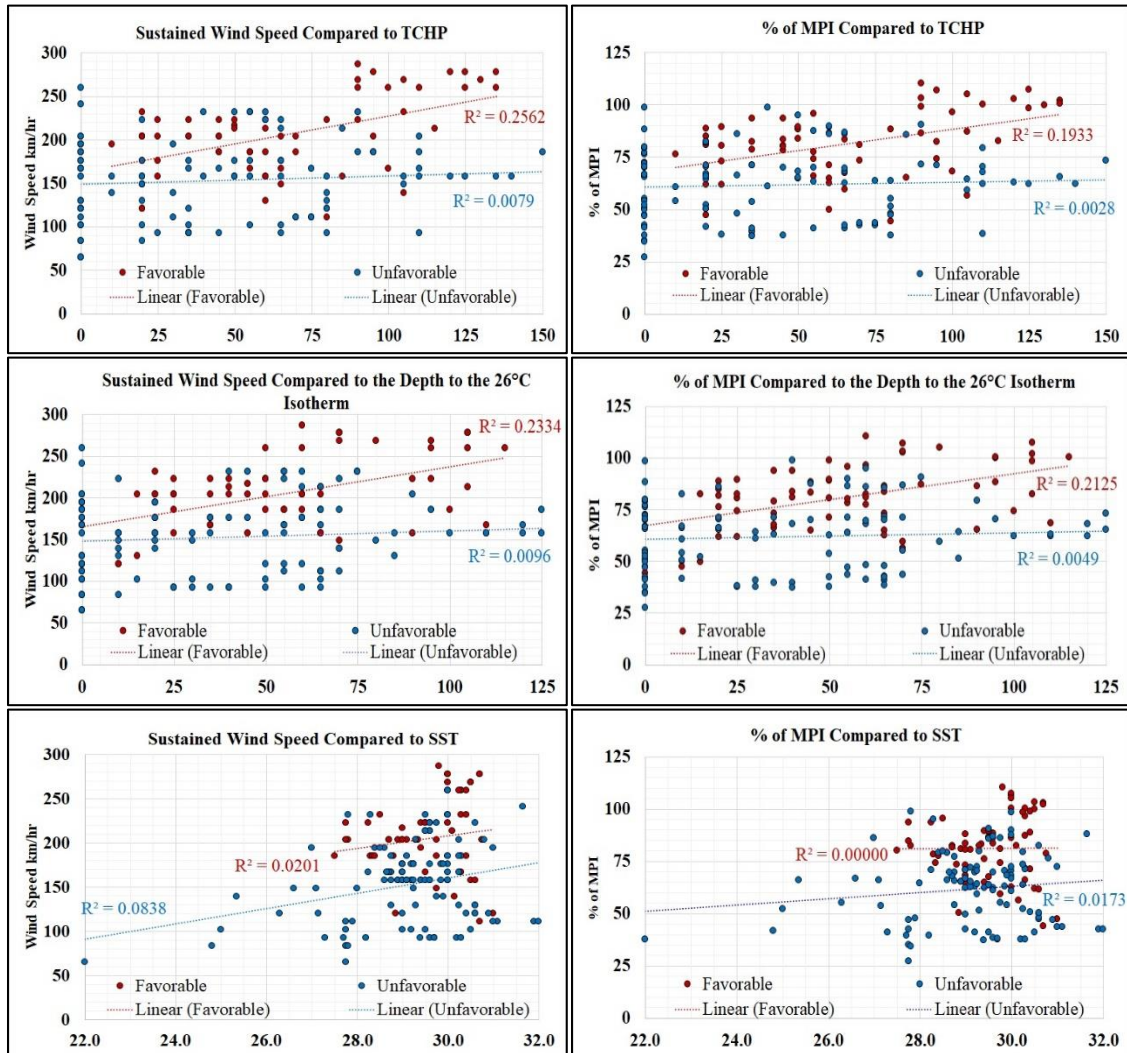 Sustained Wind Speed Compared to TCHP
Wind Speed km/hr
300
250
200
150
100
50
0
R² = 0.2562
R² = 0.0079
Favorable
Unfavorable
Linear (Favorable)
Linear (Unfavorable)
0 25 50 75 100 125 150
% of MPI Compared to TCHP
% of MPI
125
100
75
50
25
0
R² = 0.1933
R² = 0.0028
Favorable
Unfavorable
Linear (Favorable)
Linear (Unfavorable)
0 25 50 75 100 125 150
Sustained Wind Speed Compared to the Depth to the 26°C
Isotherm
Wind Speed km/hr
300
250
200
150
100
50
0
R² = 0.2334
R² = 0.0096
Favorable
Unfavorable
Linear (Favorable)
Linear (Unfavorable)
0 25 50 75 100 125
% of MPI Compared to the Depth to the 26°C Isotherm
% of MPI
125
100
75
50
25
0
R² = 0.2125
R² = 0.0049
Favorable
Unfavorable
Linear (Favorable)
Linear (Unfavorable)
0 25 50 75 100 125
Sustained Wind Speed Compared to SST
Wind Speed km/hr
300
250
200
150
100
50
0
R² = 0.0201
R² = 0.0838
Favorable
Unfavorable
Linear (Favorable)
Linear (Unfavorable)
22.0 24.0 26.0 28.0 30.0 32.0
% of MPI Compared to SST
% of MPI
125
100
75
50
25
0
R² = 0.00000
R² = 0.0173
Favorable
Unfavorable
Linear (Favorable)
Linear (Unfavorable)
22.0 24.0 26.0 28.0 30.0 32.0